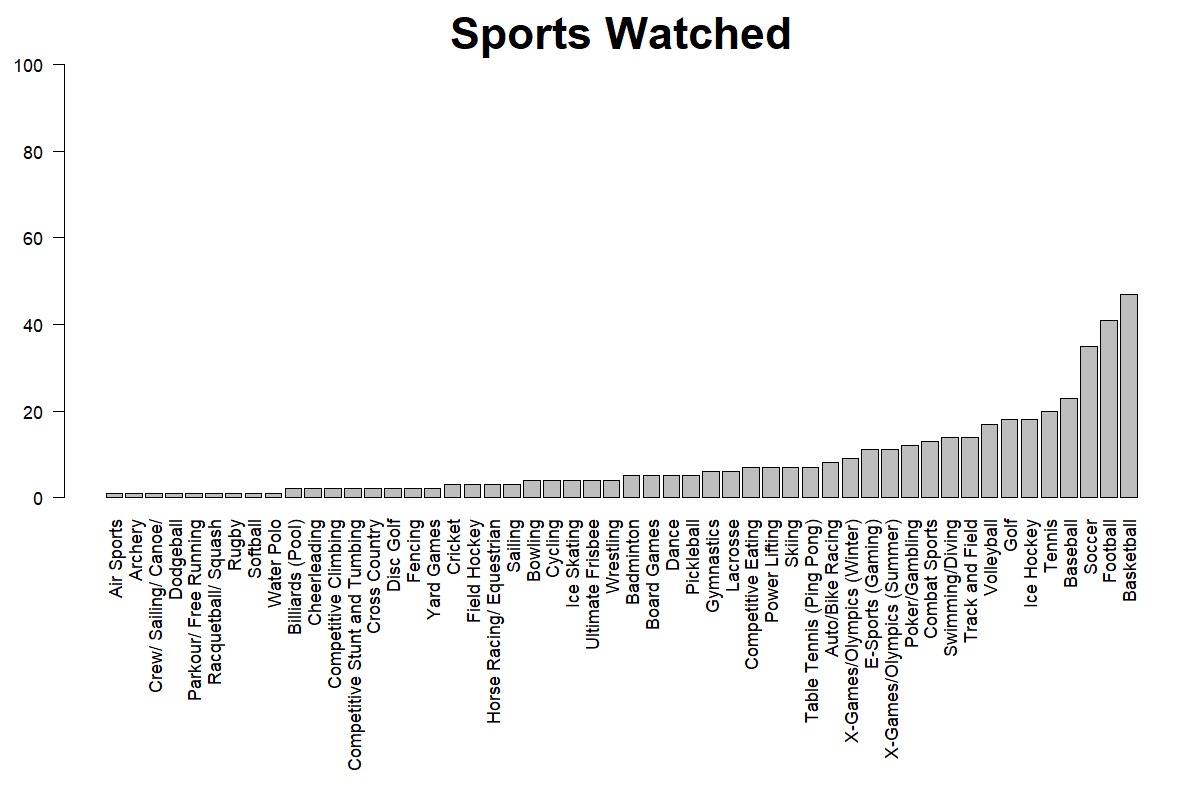 Sports Watched
100
80
60
40
20
0
Air Sports
Archery
Crew/ Sailing/ Canoe/
Dodgeball
Parkour/ Free Running
Racquetball/ Squash
Rugby
Softball
Water Polo
Billiards (Pool)
Cheerleading
Competitive Climbing
Competitive Stunt and Tumbing
Cross Country
Disc Golf
Fencing
Yard Games
Cricket
Field Hockey
Horse Racing/ Equestrian
Sailing
Bowling
Cycling
Ice Skating
Ultimate Frisbee
Wrestling
Badminton
Board Games
Dance
Pickleball
Gymnastics
Lacrosse
Competitive Eating
Power Lifting
Skiing
Table Tennis (Ping Pong)
Auto/Bike Racing
X-Games/Olympics (Winter)
E-Sports (Gaming)
X-Games/Olympics (Summer)
Poker/Gambling
Combat Sports
Swimming/Diving
Track and Field
Volleyball
Golf
Ice Hockey
Tennis
Baseball
Soccer
Football
Basketball